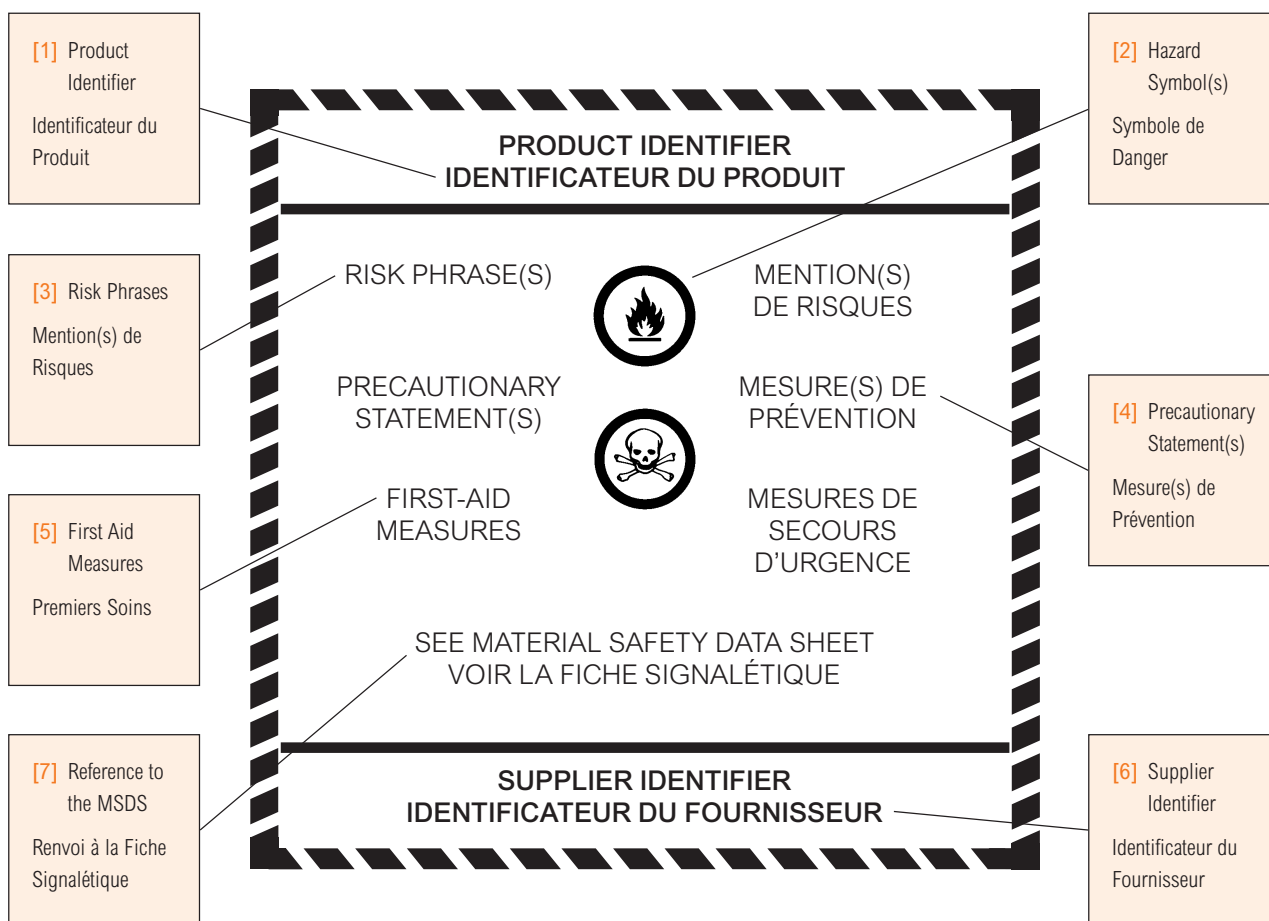 [1] Product
Identifier
Identificateur du
Produit
[2] Hazard
Symbol(s)
Symbole de
Danger
PRODUCT IDENTIFIER
IDENTIFICATEUR DU PRODUIT
[3] Risk Phrases
Mention(s) de
Risques
RISK PHRASE(S)
MENTION(S)
DE RISQUES
PRECAUTIONARY
STATEMENT(S)
MESURE(S) DE
PRÉVENTION
[4] Precautionary
Statement(s)
Mesure(s) de
Prévention
[5] First Aid
Measures
Premiers Soins
FIRST-AID
MEASURES
MESURES DE
SECOURS
D’URGENCE
SEE MATERIAL SAFETY DATA SHEET
VOIR LA FICHE SIGNALÉTIQUE
[7] Reference to
the MSDS
Renvoi à la Fiche
Signalétique
SUPPLIER IDENTIFIER
IDENTIFICATEUR DU FOURNISSEUR
[6] Supplier
Identifier
Identificateur du
Fournisseur